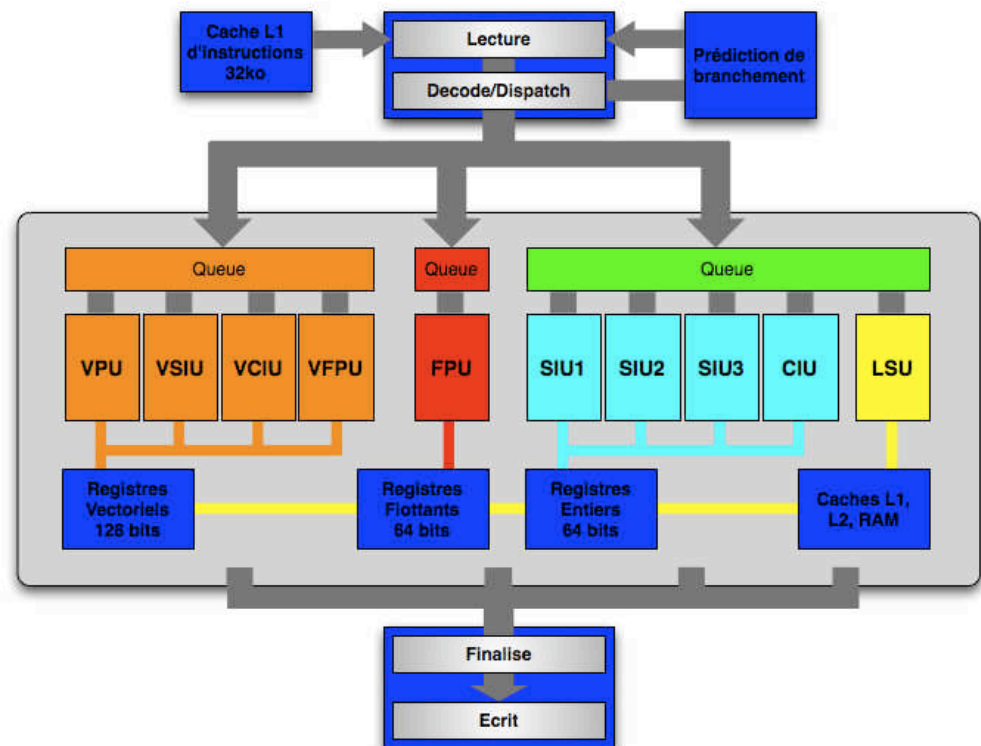 Cache L1
d'instructions
32ko
Lecture
Decode/Dispatch
Prédiction de
branchement
Queue
Queue
Queue
VPU
VSIU
VCIU
VFPU
FPU
SIU1
SIU2
SIU3
CIU
LSU
Registres
Vectoriels
128 bits
Registres
Flottants
64 bits
Registres
Entiers
64 bits
Caches L1,
L2, RAM
Finalise
Ecrit